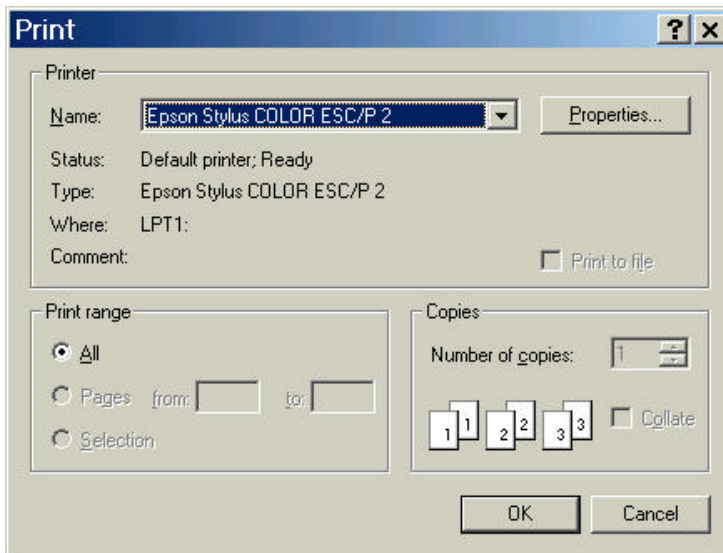 Print
Printer
Name: Epson Stylus COLOR ESC/P 2 Properties...
Status: Default printer; Ready
Type: Epson Stylus COLOR ESC/P 2
Where: LPT1:
Comment: Print to file
Print range
All
Pages from: to:
Selection
Copies
Number of copies: 1
1 1 2 2 3 3 Collate
OK Cancel